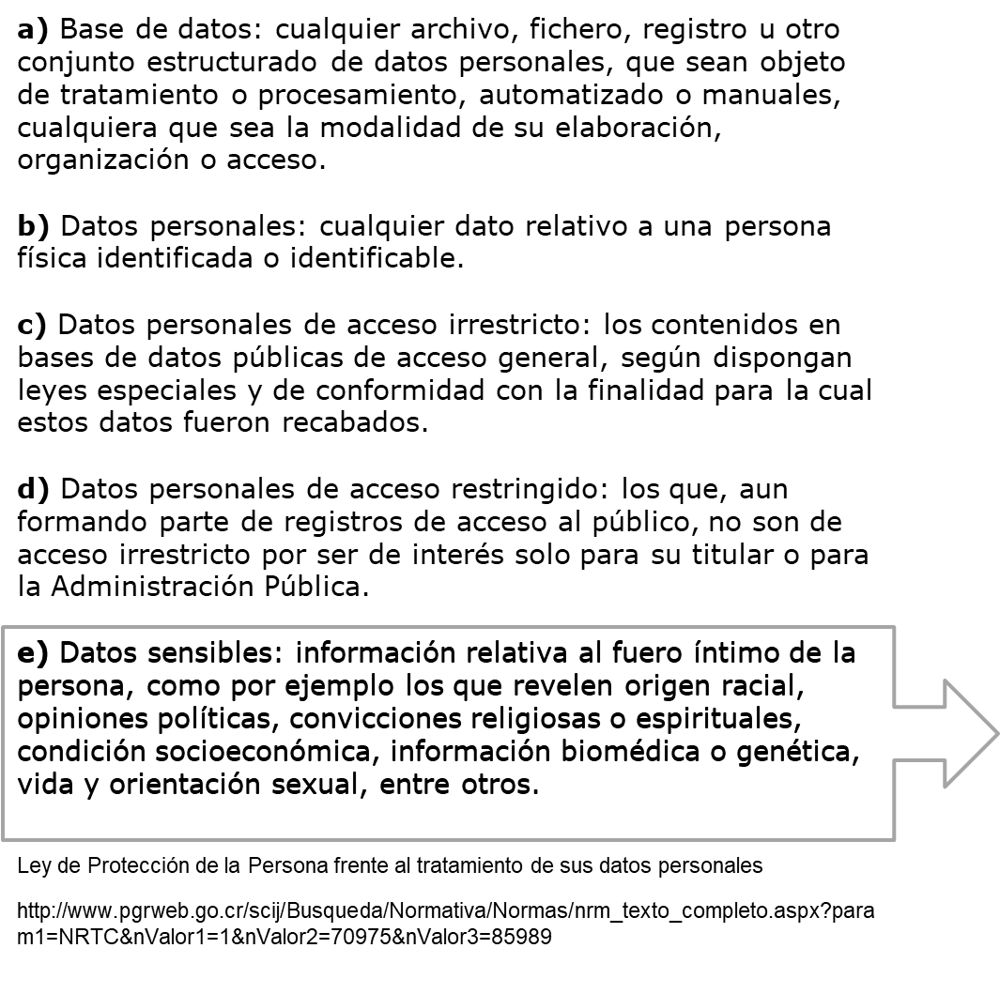 a) Base de datos: cualquier archivo, fichero, registro u otro
conjunto estructurado de datos personales, que sean objeto
de tratamiento o procesamiento, automatizado o manuales,
cualquiera que sea la modalidad de su elaboración,
organización o acceso.
b) Datos personales: cualquier dato relativo a una persona
física identificada o identificable.
c) Datos personales de acceso irrestricto: los contenidos en
bases de datos públicas de acceso general, según dispongan
leyes especiales y de conformidad con la finalidad para la cual
estos datos fueron recabados.
d) Datos personales de acceso restringido: los que, aun
formando parte de registros de acceso al público, no son de
acceso irrestricto por ser de interés solo para su titular o para
la Administración Pública.
e) Datos sensibles: información relativa al fuero íntimo de la
persona, como por ejemplo los que revelen origen racial,
opiniones políticas, convicciones religiosas o espirituales,
condición socioeconómica, información biomédica o genética,
vida y orientación sexual, entre otros.
Ley de Protección de la Persona frente al tratamiento de sus datos personales
http://www.pgrweb.go.cr/scij/Busqueda/Normativa/Normas/nrm_texto_completo.aspx?para
m1=NRTC&nValor1=1&nValor2=70975&nValor3=85989